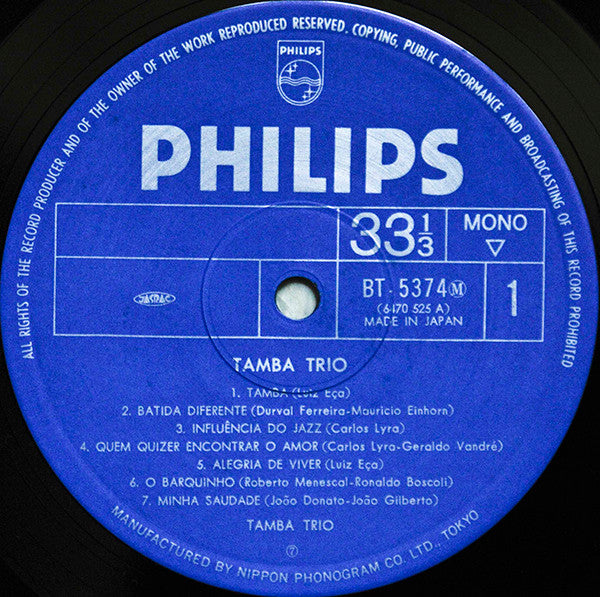 ALL RIGHTS OF THE RECORD PRODUCER AND OF THE OWNER OF THE WORK REPRODUCED RESERVED. COPYING, PUBLIC PERFORMANCE AND BROADCASTING OF THIS RECORD PROHIBITED
PHILIPS
PHILIPS
33 1/3
MONO
▽
JASRAC
BT-5374Ⓜ
(6470 525 A)
MADE IN JAPAN
1
TAMBA TRIO
1. TAMBA (Luiz Eça)
2. BATIDA DIFERENTE (Durval Ferreira-Mauricio Einhorn)
3. INFLUÊNCIA DO JAZZ (Carlos Lyra)
4. QUEM QUIZER ENCONTRAR O AMOR (Carlos Lyra-Geraldo Vandré)
5. ALEGRIA DE VIVER (Luiz Eça)
6. O BARQUINHO (Roberto Menescal-Ronaldo Boscoli)
7. MINHA SAUDADE (João Donato-João Gilberto)
TAMBA TRIO
⑦
MANUFACTURED BY NIPPON PHONOGRAM CO. LTD., TOKYO